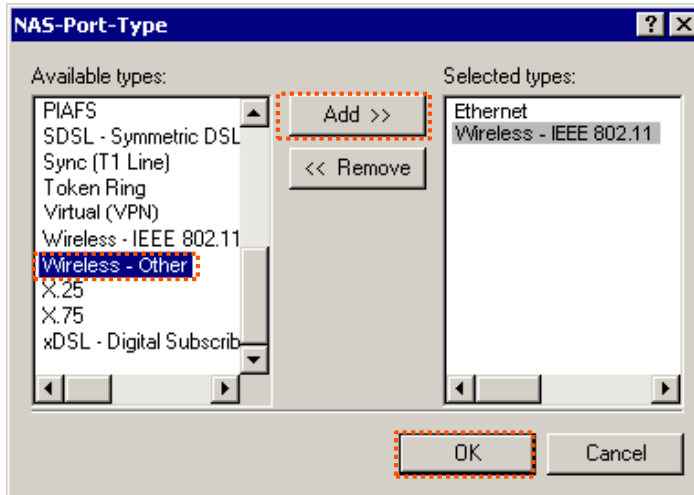 NAS-Port-Type
Available types:
Selected types:
PIAFS
SDSL - Symmetric DSL
Sync (T1 Line)
Token Ring
Virtual (VPN)
Wireless - IEEE 802.11
Wireless - Other
X.25
X.75
xDSL - Digital Subscrib
Add >>
<< Remove
Ethernet
Wireless - IEEE 802.11
OK
Cancel